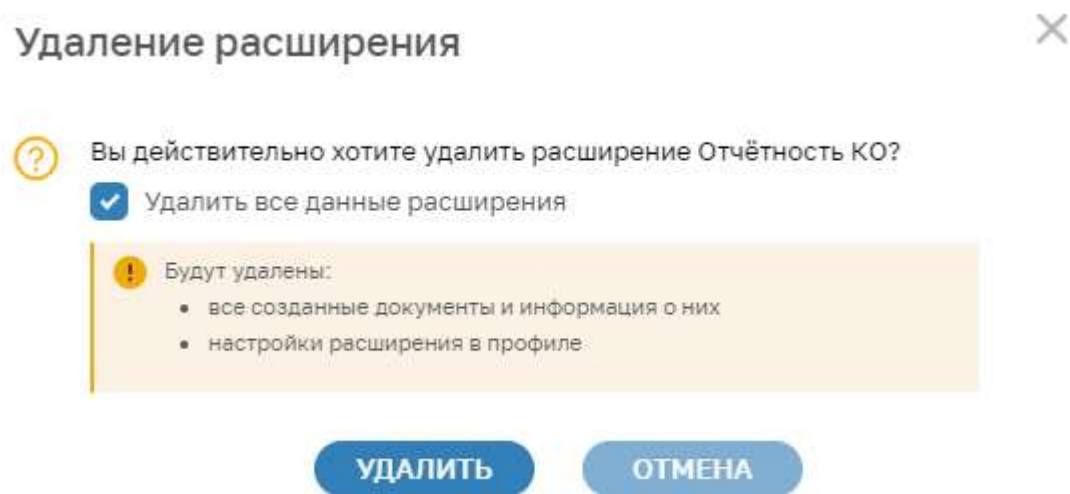 Удаление расширения
Вы действительно хотите удалить расширение Отчётность КО?
Удалить все данные расширения
Будут удалены:
• все созданные документы и информация о них
• настройки расширения в профиле
УДАЛИТЬ
ОТМЕНА